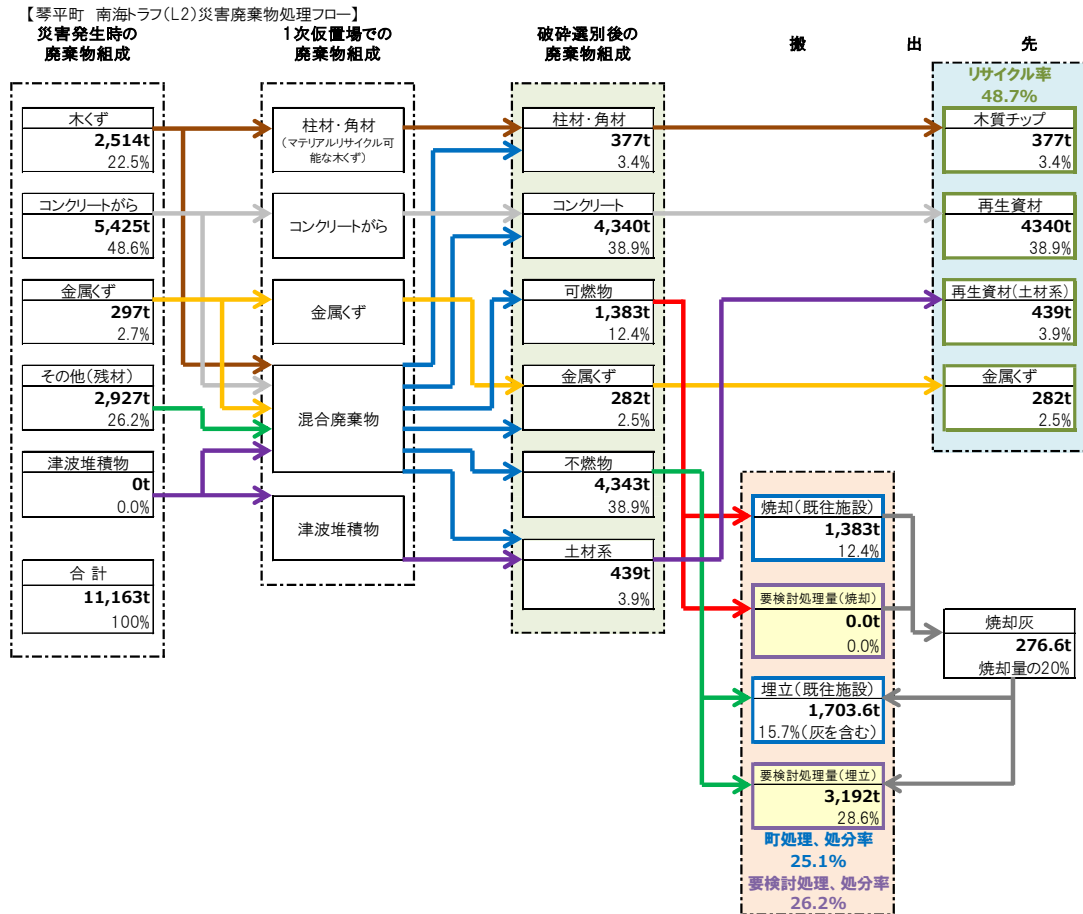 【琴平町 南海トラフ(L2)災害廃棄物処理フロー】
災害発生時の
廃棄物組成
1次仮置場での
廃棄物組成
破砕選別後の
廃棄物組成
搬 出 先
木くず
2,514t
22.5%
コンクリートがら
5,425t
48.6%
金属くず
297t
2.7%
その他(残材)
2,927t
26.2%
津波堆積物
0t
0.0%
合 計
11,163t
100%
柱材・角材
(マテリアルリサイクル可
能な木くず)
コンクリートがら
金属くず
混合廃棄物
津波堆積物
柱材・角材
377t
3.4%
コンクリート
4,340t
38.9%
可燃物
1,383t
12.4%
金属くず
282t
2.5%
不燃物
4,343t
38.9%
土材系
439t
3.9%
リサイクル率
48.7%
木質チップ
377t
3.4%
再生資材
4340t
38.9%
再生資材(土材系)
439t
3.9%
金属くず
282t
2.5%
焼却(既往施設)
1,383t
12.4%
要検討処理量(焼却)
0.0t
0.0%
埋立(既往施設)
1,703.6t
15.7%(灰を含む)
要検討処理量(埋立)
3,192t
28.6%
町処理、処分率
25.1%
要検討処理、処分率
26.2%
焼却灰
276.6t
焼却量の20%